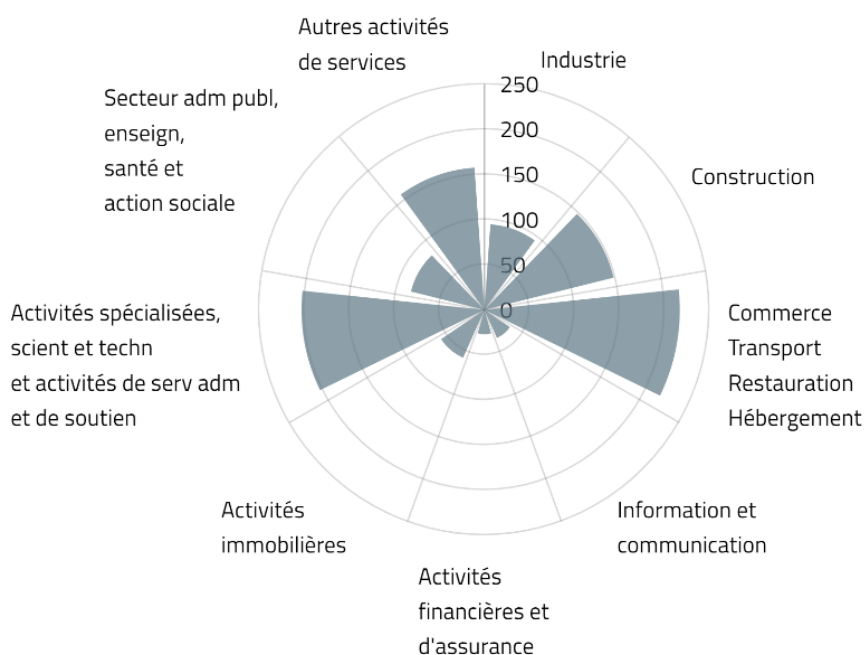 Autres activités
de services
Industrie
250
200
150
100
50
0
Construction
Commerce
Transport
Restauration
Hébergement
Information et
communication
Activités
financières et
d'assurance
Activités
immobilières
Activités spécialisées,
scient et techn
et activités de serv adm
et de soutien
Secteur adm publ,
enseign,
santé et
action sociale